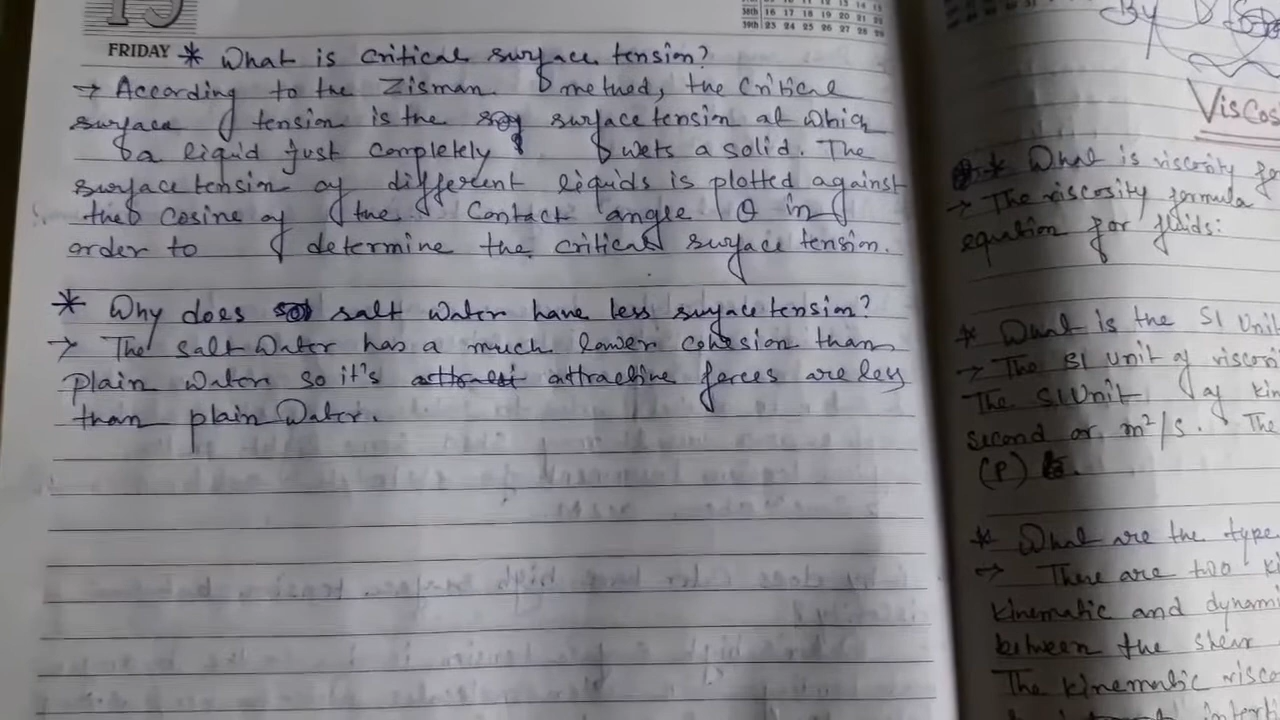 FRIDAY * What is critical surface tension?
→ According to the Zisman method, the critical
surface tension is the surface tension at which
a liquid just completely wets a solid. The
surface tension of different liquids is plotted against
the cosine of the contact angle θ in
order to determine the critical surface tension.
* Why does salt water have less surface tension?
→ The salt water has a much lower cohesion than
plain water so it's attractive forces are less
than plain water.
By
Viscos
* What is viscosity fo
→ The viscosity formula
equation for fluids:
* What is the SI Unit
→ The SI unit of viscosi
The SI Unit of kin
second or m²/s. The
(P)
* What are the type
→ There are two ki
kinematic and dynami
between the shear
The kinematic visco